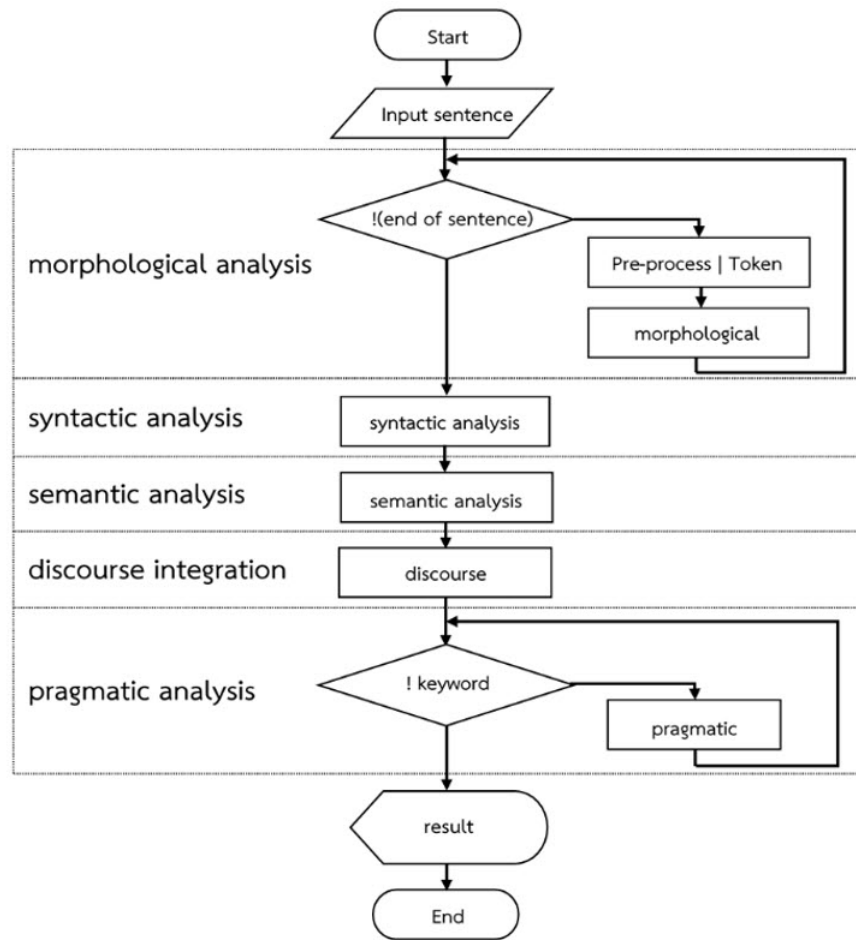 Start
Input sentence
!(end of sentence)
morphological analysis
Pre-process | Token
morphological
syntactic analysis
syntactic analysis
semantic analysis
semantic analysis
discourse integration
discourse
pragmatic analysis
! keyword
pragmatic
result
End